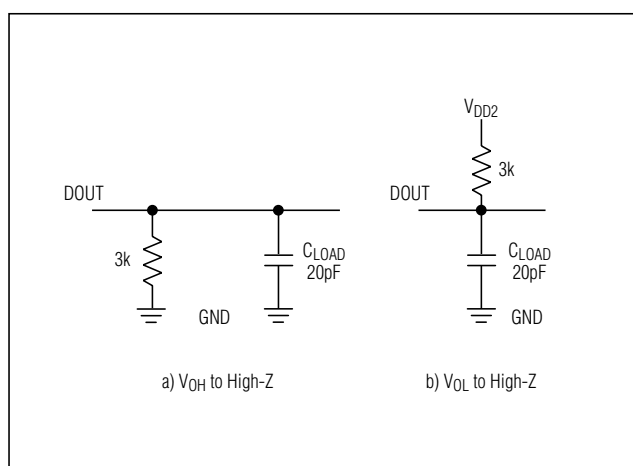 DOUT
3k
CLOAD
20pF
GND
a) VOH to High-Z
VDD2
3k
DOUT
CLOAD
20pF
GND
b) VOL to High-Z